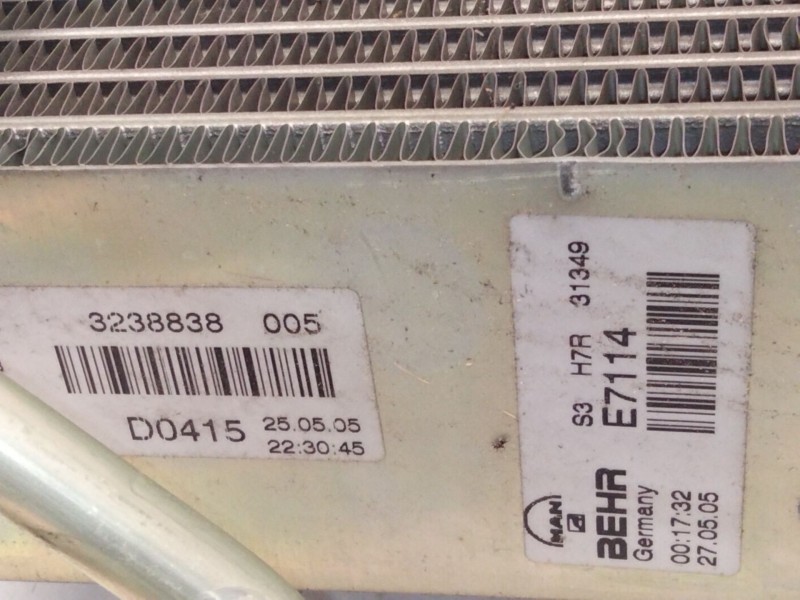 3238838 005
D0415 25.05.05
22:30:45
S3 H7R 31349
E7114
MAN
BEHR
Germany
00:17:32
27.05.05